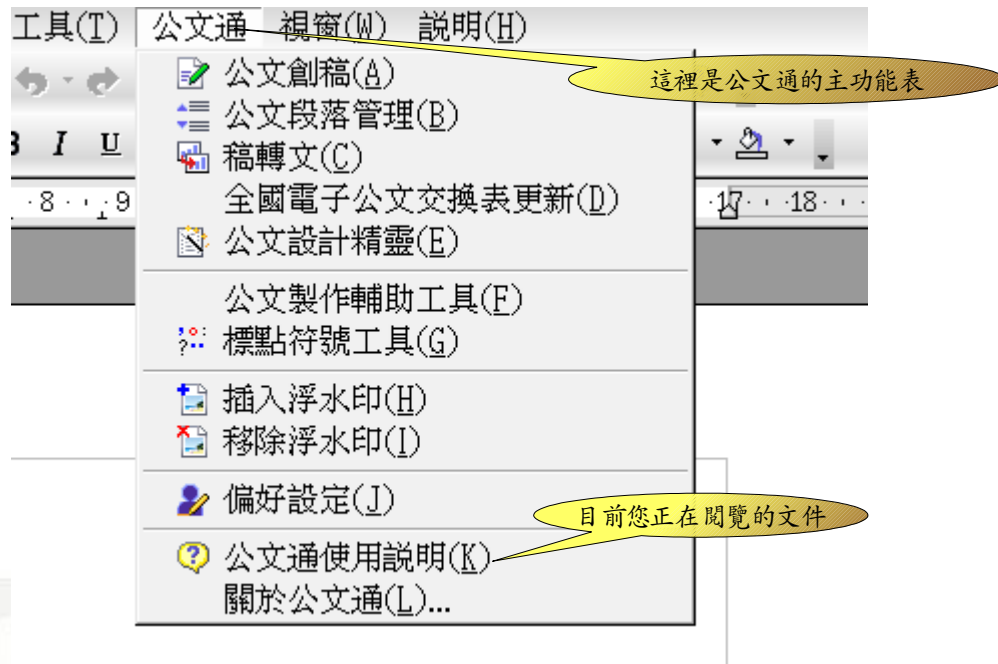 工具(T) 公文通 視窗(W) 說明(H)
公文創稿(A)
這裡是公文通的主功能表
公文段落管理(B)
I U
稿轉文(C)
8 9
全國電子公文交換表更新(D)
17 18
公文設計精靈(E)
公文製作輔助工具(F)
標點符號工具(G)
插入浮水印(H)
移除浮水印(I)
偏好設定(J)
目前您正在閱覽的文件
公文通使用說明(K)
關於公文通(L)...